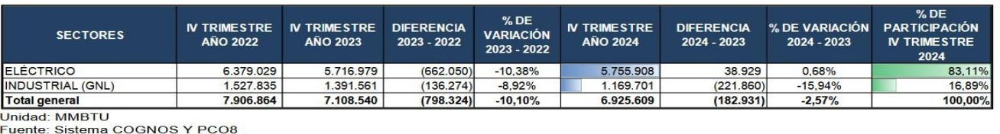 SECTORES IV TRIMESTRE AÑO 2022 IV TRIMESTRE AÑO 2023 DIFERENCIA 2023 - 2022 % DE VARIACIÓN 2023 - 2022 IV TRIMESTRE AÑO 2024 DIFERENCIA 2024 - 2023 % DE VARIACIÓN 2024 - 2023 % DE PARTICIPACIÓN IV TRIMESTRE 2024
ELÉCTRICO 6.379.029 5.716.979 (662.050) -10,38% 5.755.908 38.929 0,68% 83,11%
INDUSTRIAL (GNL) 1.527.835 1.391.561 (136.274) -8,92% 1.169.701 (221.860) -15,94% 16,89%
Total general 7.906.864 7.108.540 (798.324) -10,10% 6.925.609 (182.931) -2,57% 100,00%
Unidad: MMBTU
Fuente: Sistema COGNOS Y PCO8